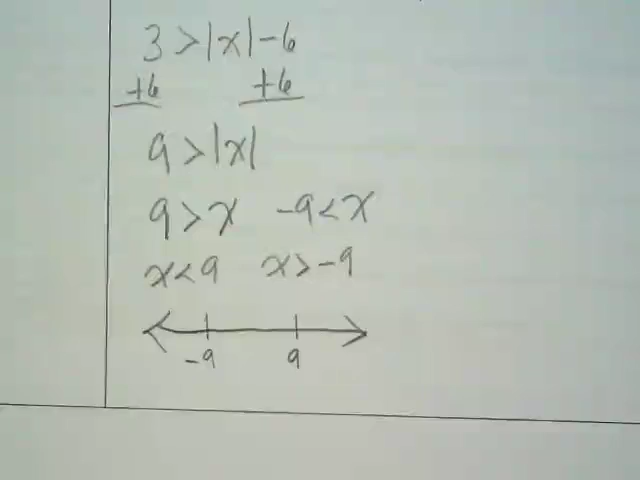 3 > |x| - 6
+6 +6
9 > |x|
9 > x -9 < x
x < 9 x > -9
-9 9